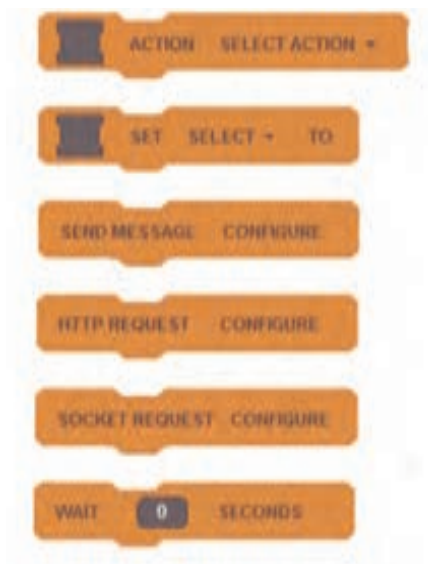 ACTION SELECT ACTION
SET SELECT TO
SEND MESSAGE CONFIGURE
HTTP REQUEST CONFIGURE
SOCKET REQUEST CONFIGURE
WAIT 0 SECONDS